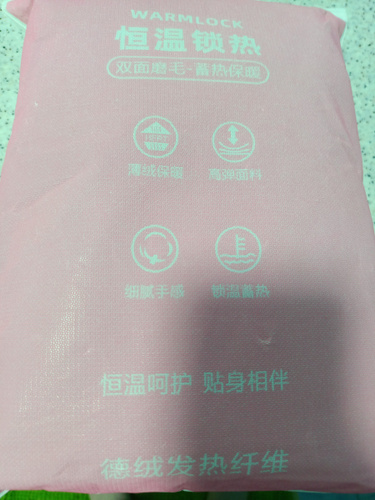 WARMLOCK
恒温锁热
双面磨毛-蓄热保暖
薄绒保暖 高弹面料
细腻手感 锁温蓄热
恒温呵护 贴身相伴
德绒发热纤维